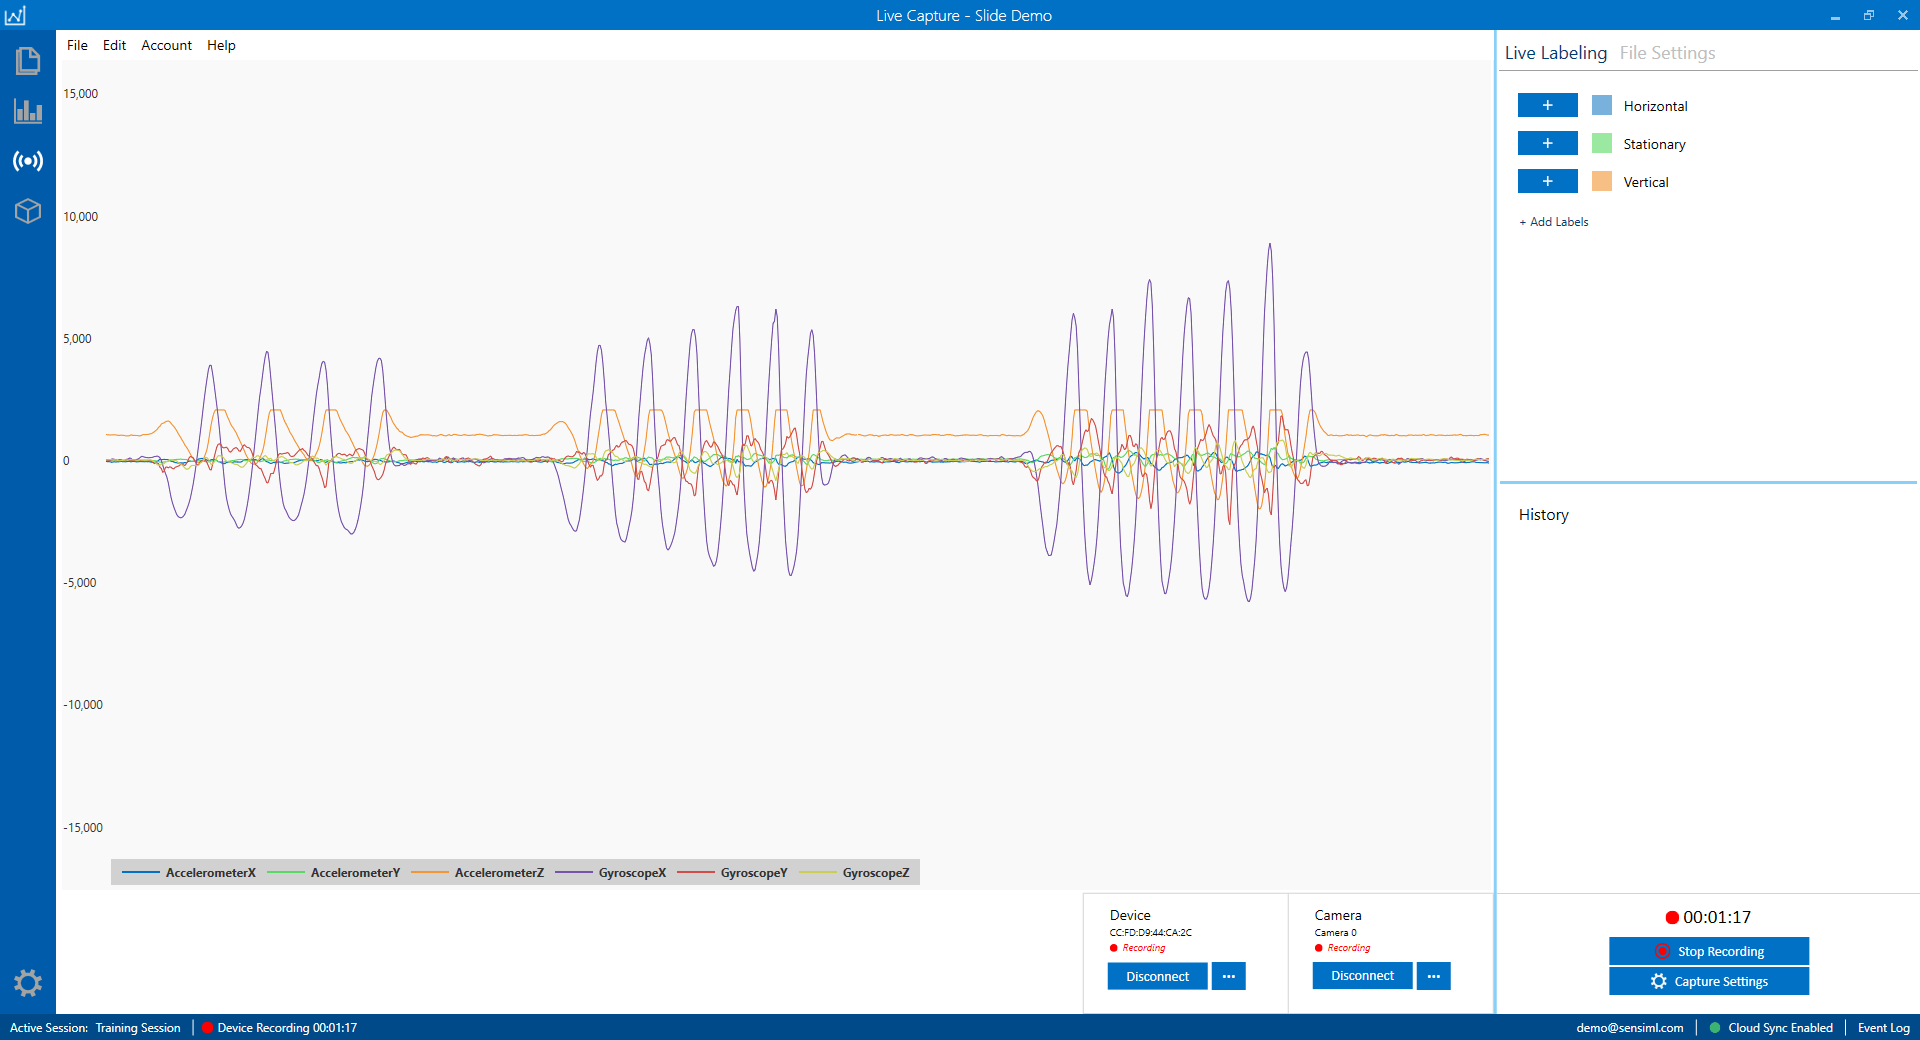 Live Capture - Slide Demo
File Edit Account Help
15,000
10,000
5,000
0
-5,000
-10,000
-15,000
AccelerometerX AccelerometerY AccelerometerZ GyroscopeX GyroscopeY GyroscopeZ
Live Labeling File Settings
+ Horizontal
+ Stationary
+ Vertical
+ Add Labels
History
Device
CC:FD:D9:44:CA:2C
Recording
Disconnect ...
Camera
Camera 0
Recording
Disconnect ...
00:01:17
Stop Recording
Capture Settings
Active Session: Training Session | Device Recording 00:01:17
demo@sensiml.com | Cloud Sync Enabled | Event Log